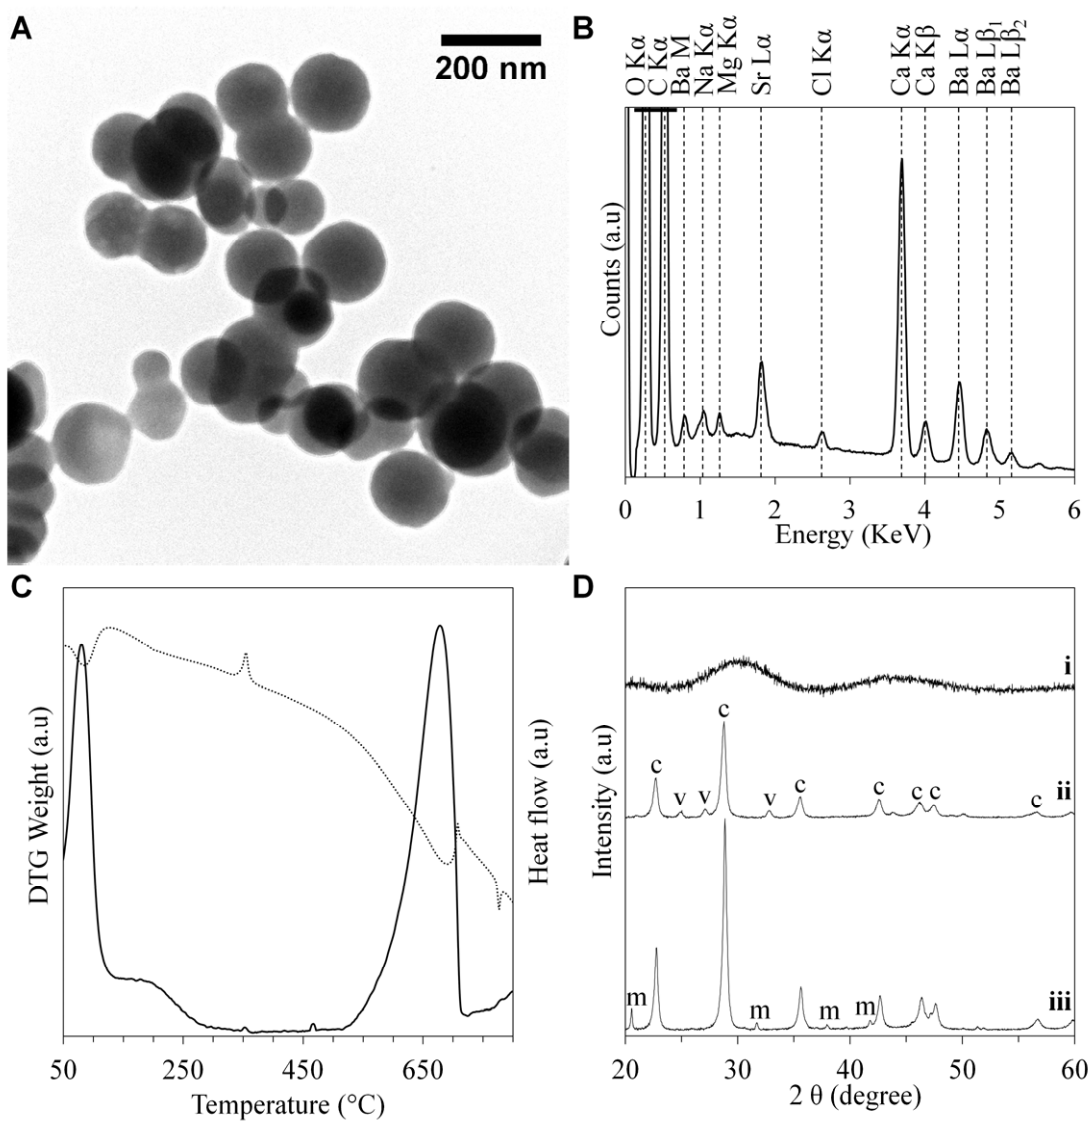 A
200 nm
B
O Kα
C Kα
Ba M
Na Kα
Mg Kα
Sr Lα
Cl Kα
Ca Kα
Ca Kβ
Ba Lα
Ba Lβ1
Ba Lβ2
Counts (a.u)
0 1 2 3 4 5 6
Energy (KeV)
C
DTG Weight (a.u)
Heat flow (a.u)
50 250 450 650
Temperature (°C)
D
i
c
c v v v c c c c c ii
m m m m iii
Intensity (a.u)
20 30 40 50 60
2 θ (degree)